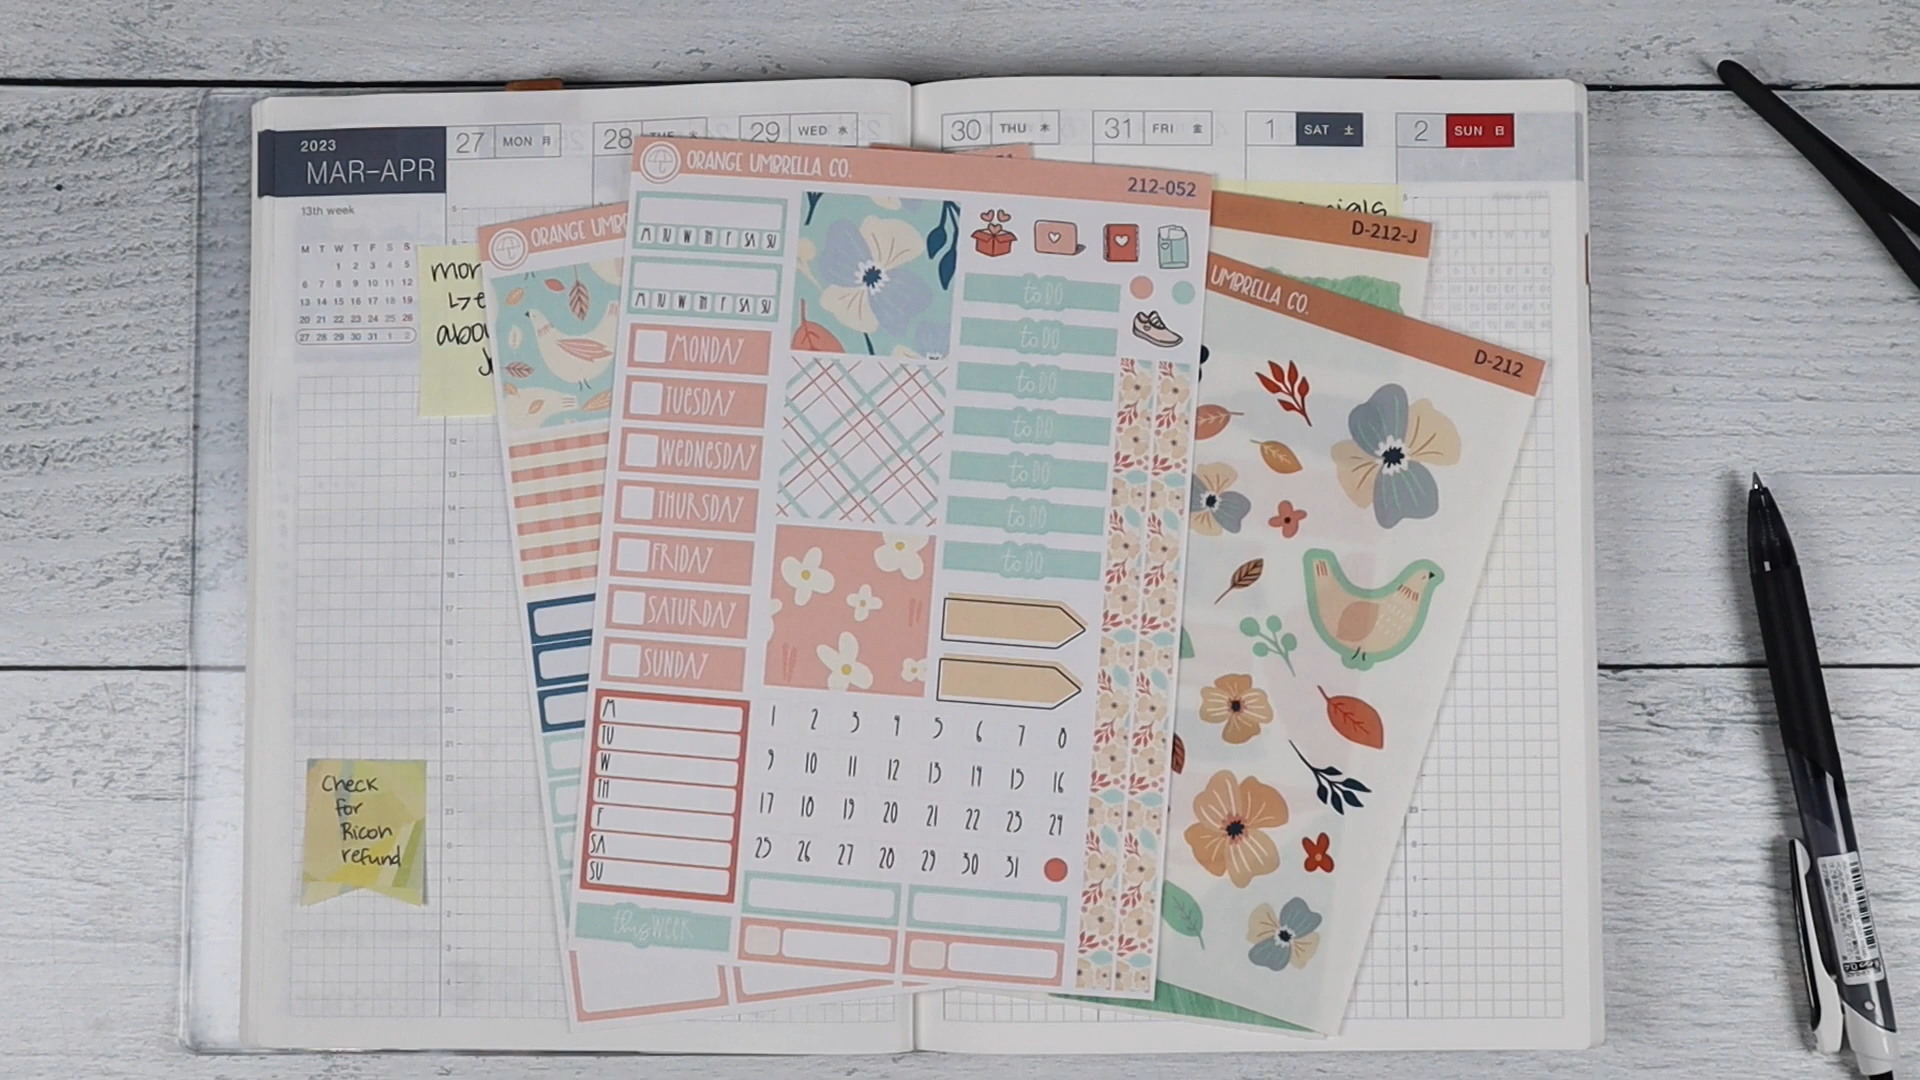 2023
MAR–APR
27 MON 月
28 TUE 火
29 WED 水
30 THU 木
31 FRI 金
1 SAT 土
2 SUN 日
13th week
M T W T F S S
1 2 3 4 5
6 7 8 9 10 11 12
13 14 15 16 17 18 19
20 21 22 23 24 25 26
27 28 29 30 31 1 2
Check
for
Ricoh
refund
ORANGE UMBRELLA CO.
212-052
M TU W TH F SA SU
M TU W TH F SA SU
MONDAY
TUESDAY
WEDNESDAY
THURSDAY
FRIDAY
SATURDAY
SUNDAY
M
TU
W
TH
F
SA
SU
this WEEK
to DO
to DO
to DO
to DO
to DO
to DO
to DO
1 2 3 4 5 6 7 8
9 10 11 12 13 14 15 16
17 18 19 20 21 22 23 24
25 26 27 28 29 30 31
ORANGE UMB
D-212-J
UMBRELLA CO.
D-212